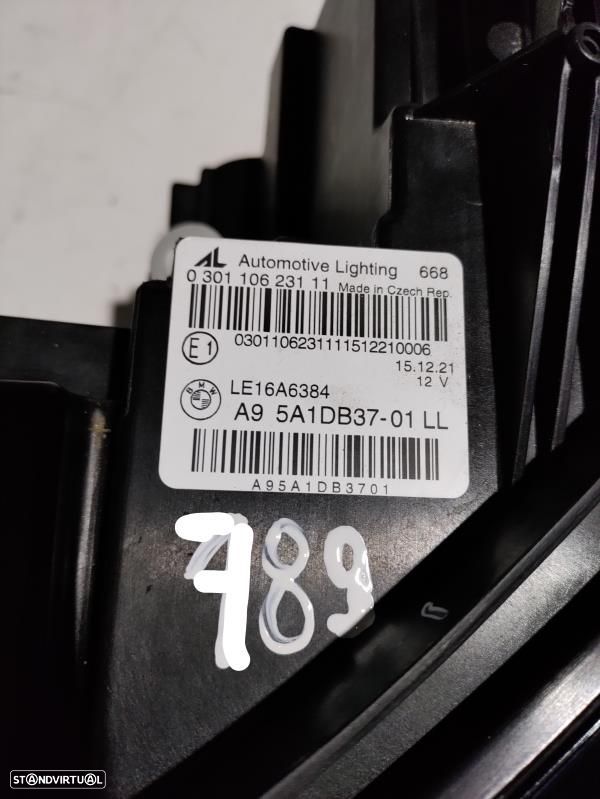 AL Automotive Lighting 668
0 301 106 231 11 Made in Czech Rep.
E1 0301106231111512210006
15.12.21
12 V
BMW LE16A6384
A9 5A1DB37-01 LL
A95A1DB3701
789
STANDVIRTUAL